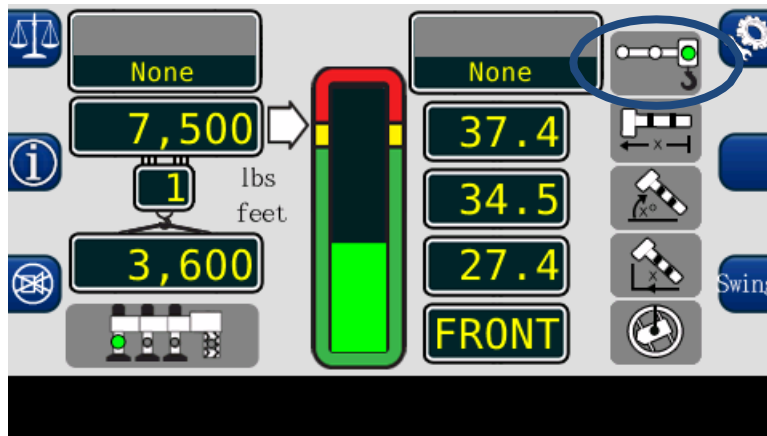 None
7,500
1
lbs
feet
3,600
None
37.4
x
34.5
x°
27.4
x
FRONT
Swing